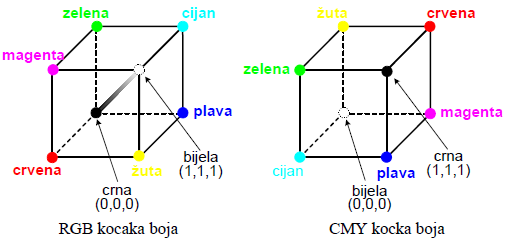 zelena
cijan
magenta
plava
crvena
žuta
bijela
(1,1,1)
crna
(0,0,0)
RGB kocaka boja
žuta
crvena
zelena
magenta
cijan
plava
crna
(1,1,1)
bijela
(0,0,0)
CMY kocka boja